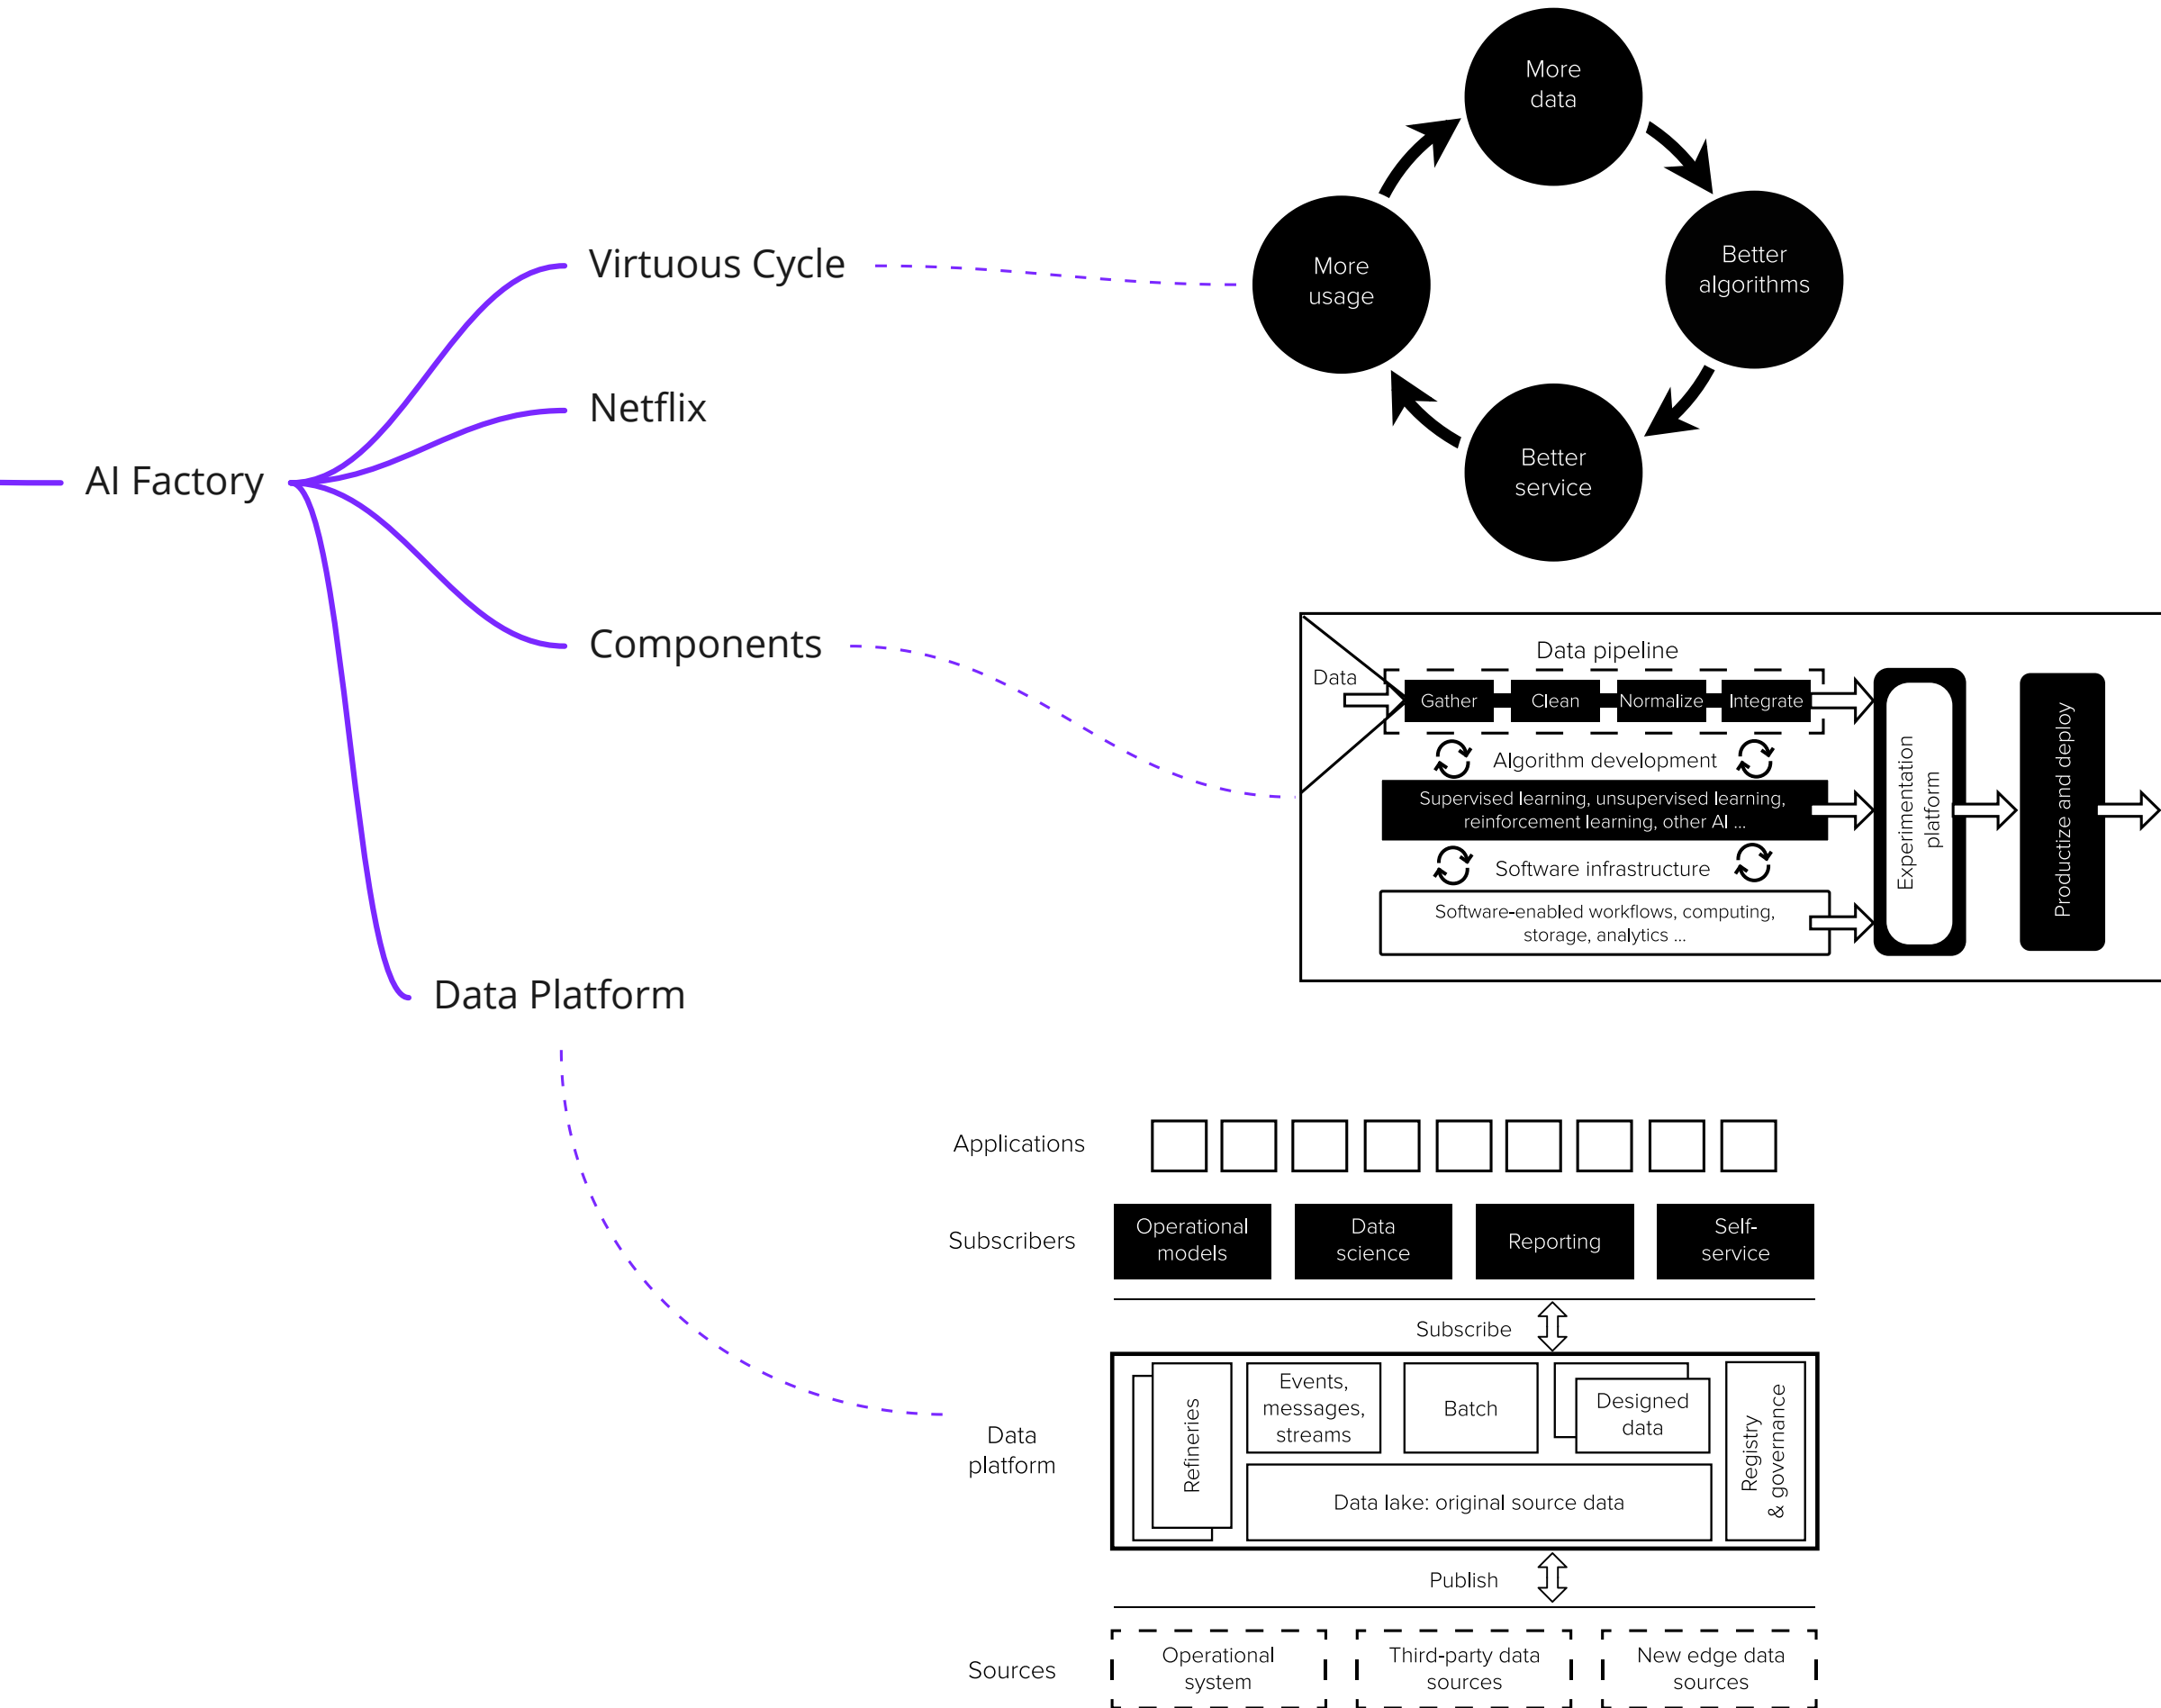 More
data
Better
algorithms
Better
service
More
usage
Virtuous Cycle
Netflix
AI Factory
Components
Data Platform
Data pipeline
Data
Gather
Clean
Normalize
Integrate
Algorithm development
Supervised learning, unsupervised learning,
reinforcement learning, other AI ...
Software infrastructure
Software-enabled workflows, computing,
storage, analytics ...
Experimentation
platform
Productize and deploy
Applications
Subscribers
Operational
models
Data
science
Reporting
Self-
service
Subscribe
Data
platform
Refineries
Events,
messages,
streams
Batch
Designed
data
Registry
& governance
Data lake: original source data
Publish
Sources
Operational
system
Third-party data
sources
New edge data
sources